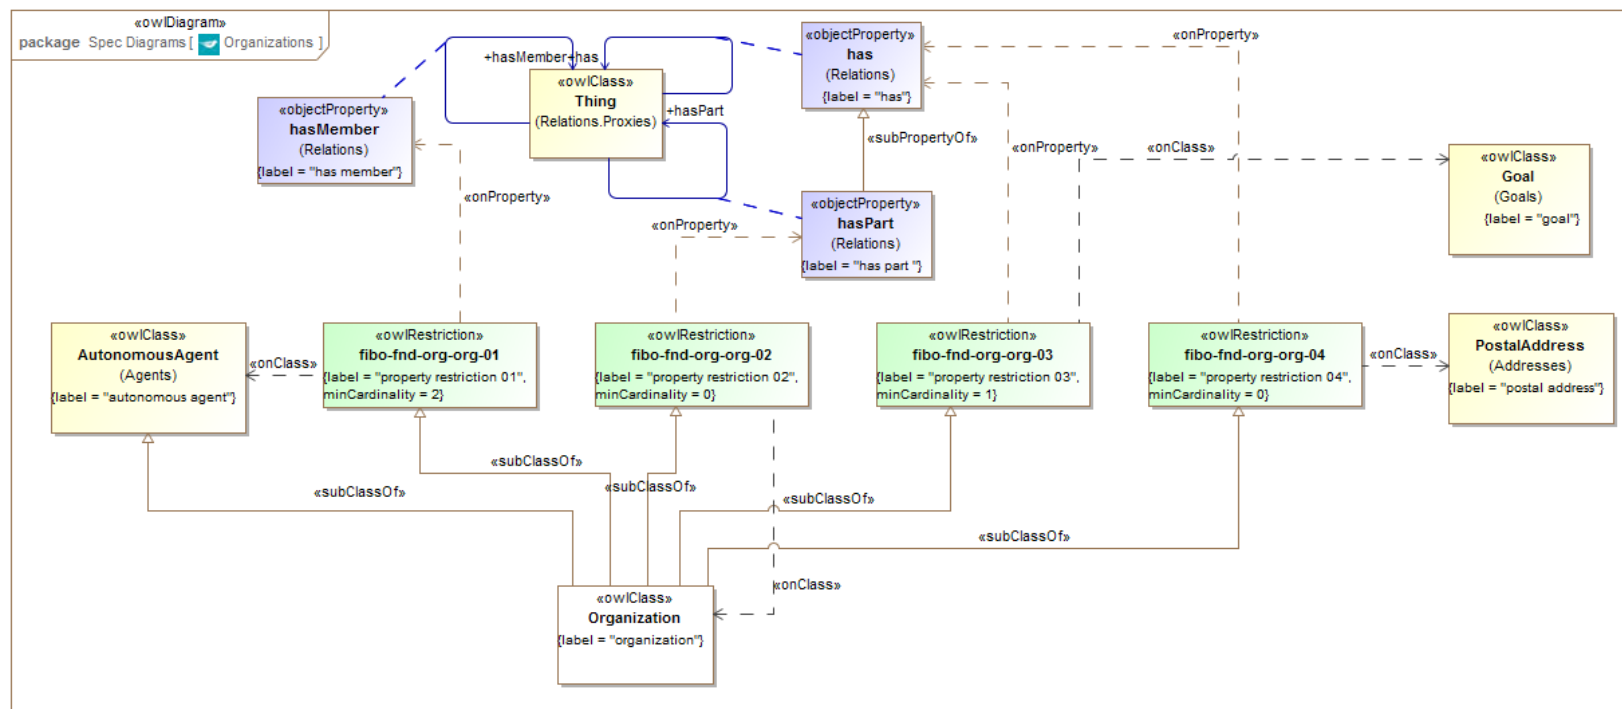 «owlDiagram»
package Spec Diagrams [ Organizations ]
«objectProperty»
hasMember
(Relations)
{label = "has member"}
+hasMember
+has
«owlClass»
Thing
(Relations.Proxies)
+hasPart
«objectProperty»
has
(Relations)
{label = "has"}
«subPropertyOf»
«objectProperty»
hasPart
(Relations)
{label = "has part "}
«onProperty»
«onProperty»
«onProperty»
«onProperty»
«onClass»
«owlClass»
Goal
(Goals)
{label = "goal"}
«owlClass»
AutonomousAgent
(Agents)
{label = "autonomous agent"}
«onClass»
«owlRestriction»
fibo-fnd-org-org-01
{label = "property restriction 01",
minCardinality = 2}
«owlRestriction»
fibo-fnd-org-org-02
{label = "property restriction 02",
minCardinality = 0}
«owlRestriction»
fibo-fnd-org-org-03
{label = "property restriction 03",
minCardinality = 1}
«owlRestriction»
fibo-fnd-org-org-04
{label = "property restriction 04",
minCardinality = 0}
«onClass»
«owlClass»
PostalAddress
(Addresses)
{label = "postal address"}
«subClassOf»
«subClassOf»
«subClassOf»
«subClassOf»
«subClassOf»
«onClass»
«owlClass»
Organization
{label = "organization"}